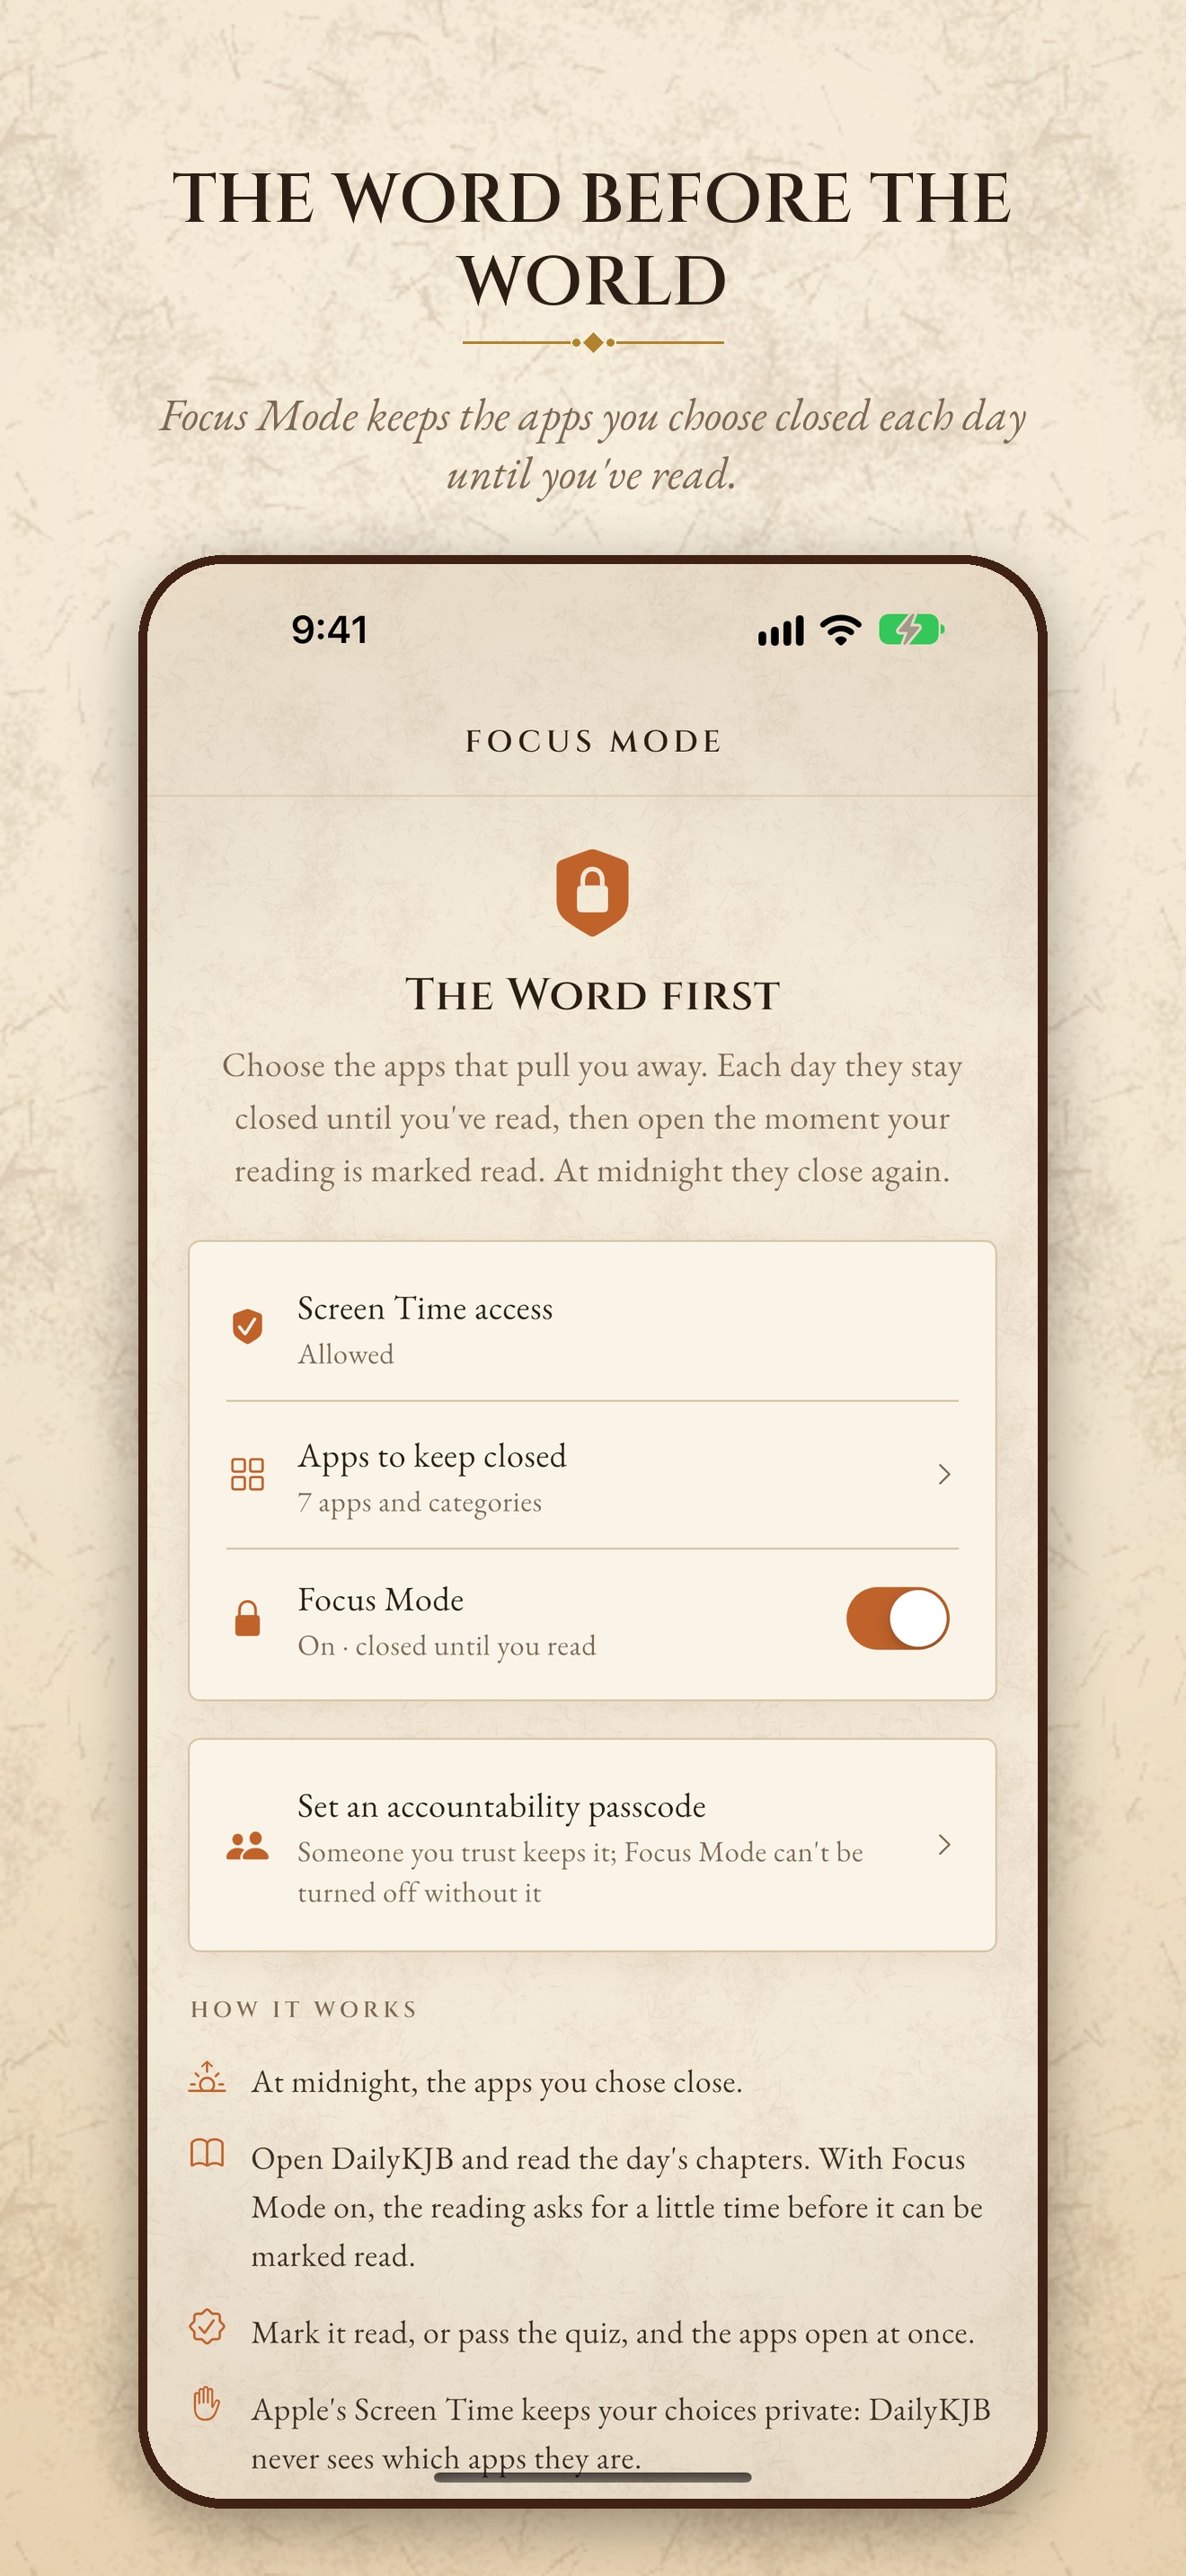 THE WORD BEFORE THE
WORLD
Focus Mode keeps the apps you choose closed each day
until you've read.
9:41
FOCUS MODE
THE WORD FIRST
Choose the apps that pull you away. Each day they stay
closed until you've read, then open the moment your
reading is marked read. At midnight they close again.
Screen Time access
Allowed
Apps to keep closed
7 apps and categories
Focus Mode
On · closed until you read
Set an accountability passcode
Someone you trust keeps it; Focus Mode can't be
turned off without it
HOW IT WORKS
At midnight, the apps you chose close.
Open DailyKJB and read the day's chapters. With Focus
Mode on, the reading asks for a little time before it can be
marked read.
Mark it read, or pass the quiz, and the apps open at once.
Apple's Screen Time keeps your choices private: DailyKJB
never sees which apps they are.